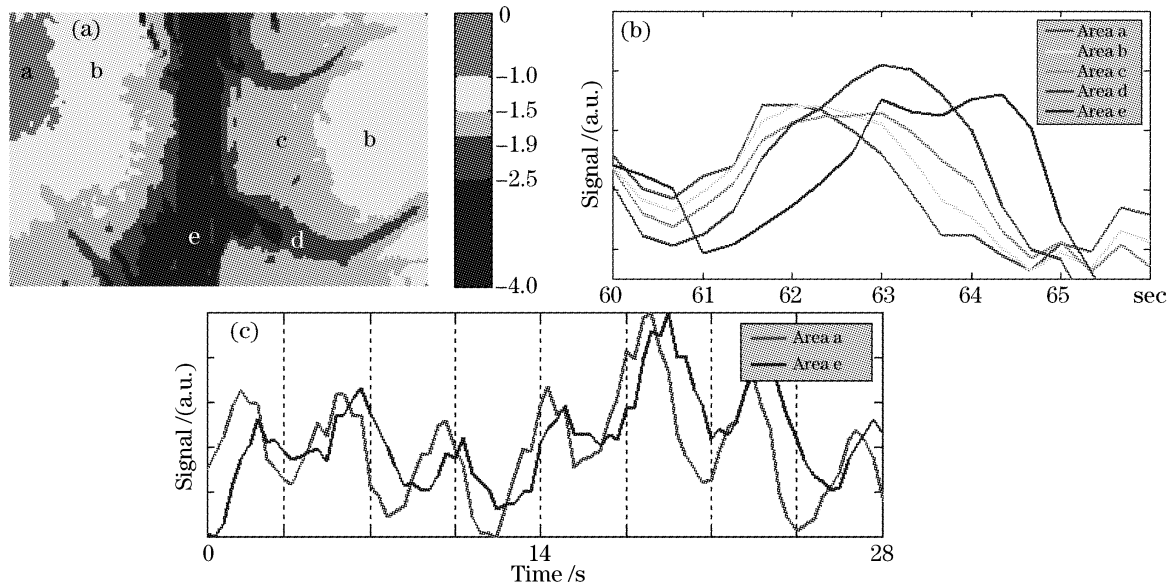 (a)
a
b
c
b
e
d
0
−1.0
−1.5
−1.9
−2.5
−4.0
(b)
Signal /(a.u.)
Area a
Area b
Area c
Area d
Area e
60
61
62
63
64
65
sec
(c)
Signal /(a.u.)
Area a
Area e
0
14
28
Time /s